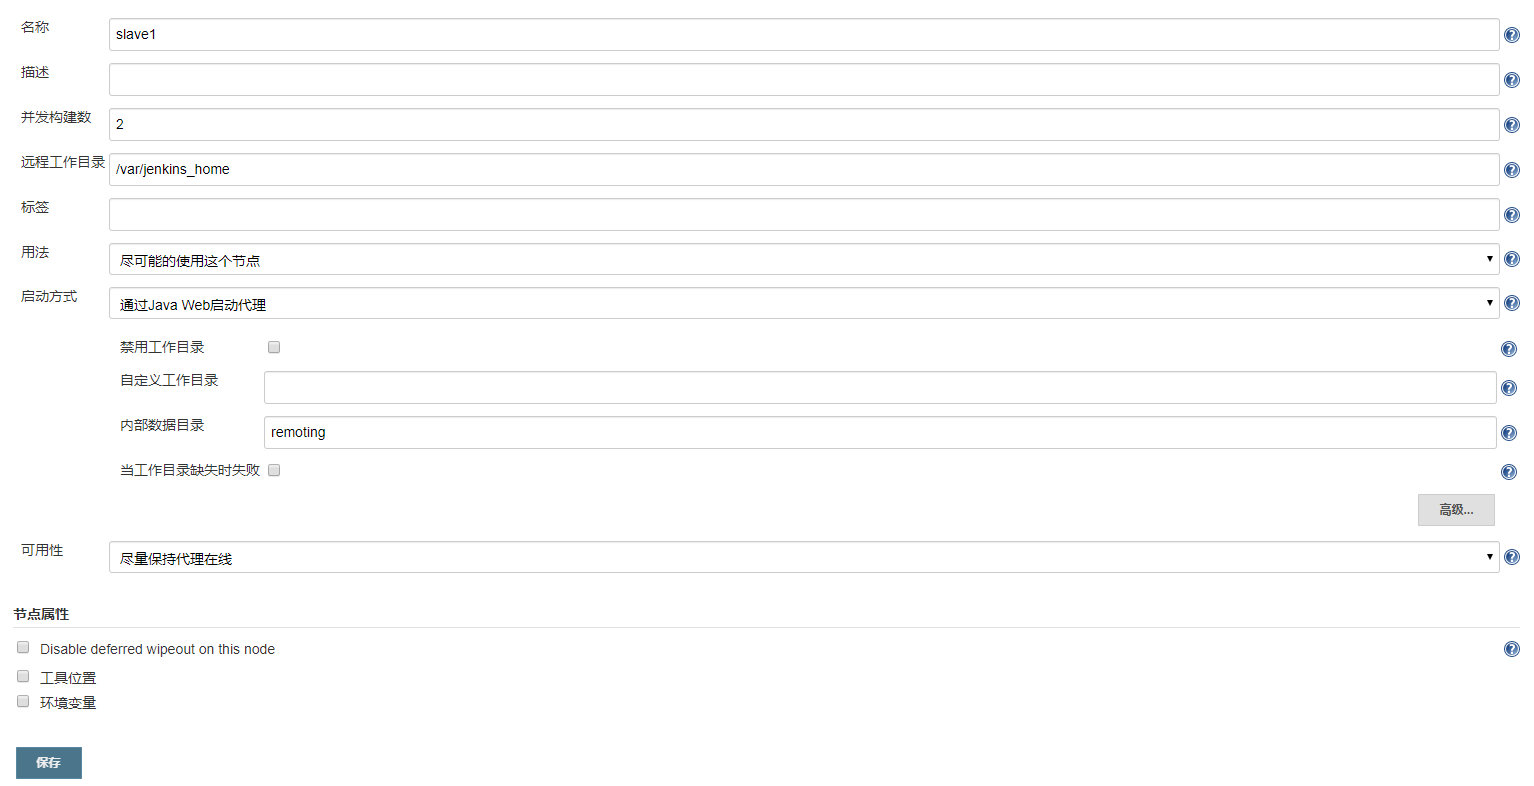 名称
slave1
描述
并发构建数
2
远程工作目录
/var/jenkins_home
标签
用法
尽可能的使用这个节点
启动方式
通过Java Web启动代理
禁用工作目录
自定义工作目录
内部数据目录
remoting
当工作目录缺失时失败
高级...
可用性
尽量保持代理在线
节点属性
Disable deferred wipeout on this node
工具位置
环境变量
保存